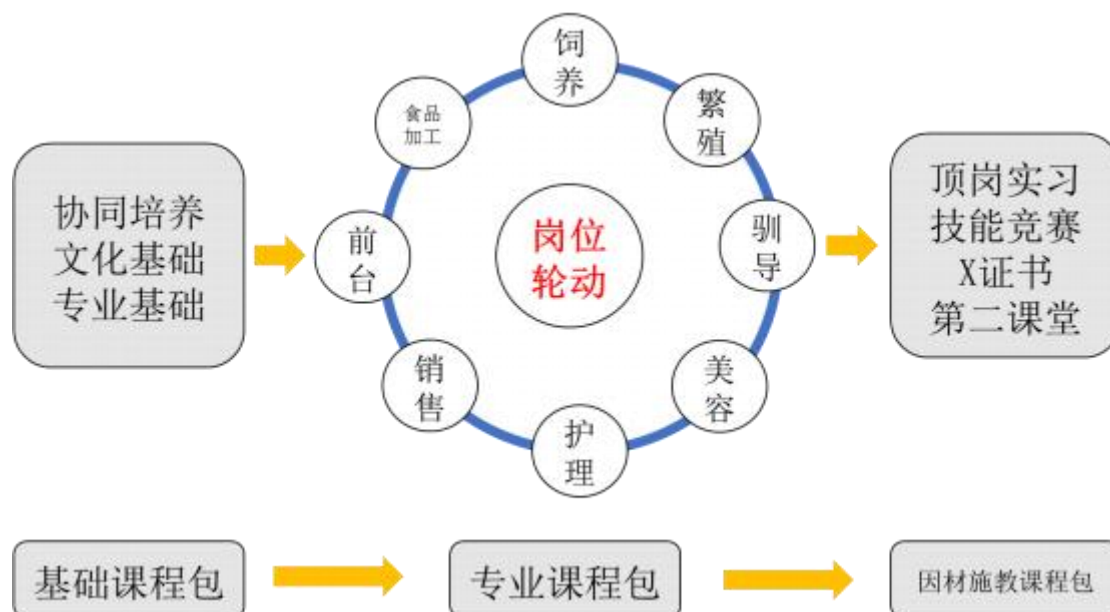 协同培养
文化基础
专业基础
饲
养
繁
殖
驯
导
美
容
护
理
销
售
前
台
食品
加工
岗位
轮动
顶岗实习
技能竞赛
X证书
第二课堂
基础课程包
专业课程包
因材施教课程包